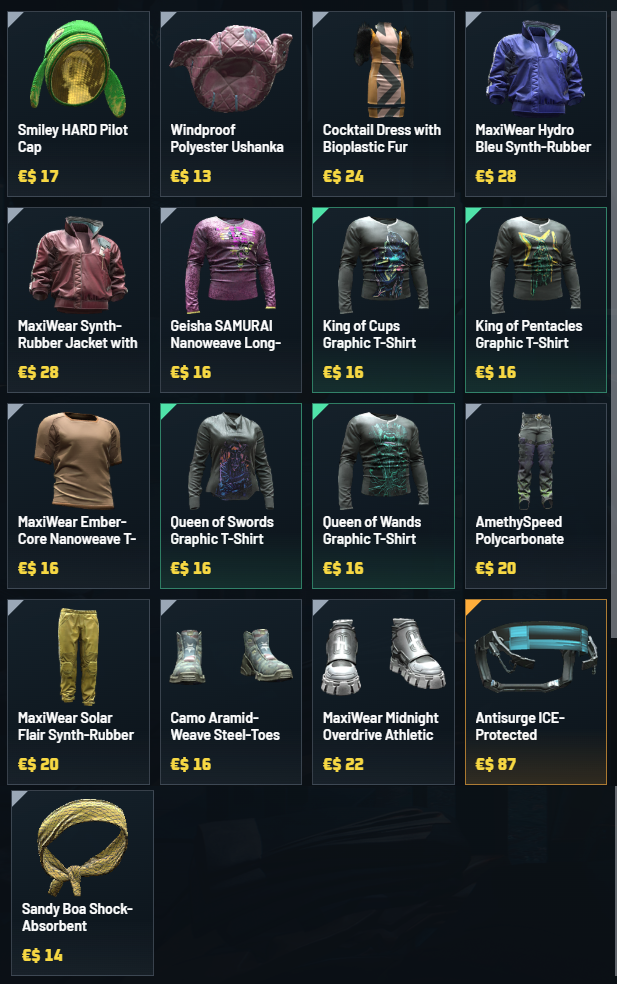 Smiley HARD Pilot
Cap
€$ 17
Windproof
Polyester Ushanka
€$ 13
Cocktail Dress with
Bioplastic Fur
€$ 24
MaxiWear Hydro
Bleu Synth-Rubber
€$ 28
MaxiWear Synth-
Rubber Jacket with
€$ 28
Geisha SAMURAI
Nanoweave Long-
€$ 16
King of Cups
Graphic T-Shirt
€$ 16
King of Pentacles
Graphic T-Shirt
€$ 16
MaxiWear Ember-
Core Nanoweave T-
€$ 16
Queen of Swords
Graphic T-Shirt
€$ 16
Queen of Wands
Graphic T-Shirt
€$ 16
AmethySpeed
Polycarbonate
€$ 20
MaxiWear Solar
Flair Synth-Rubber
€$ 20
Camo Aramid-
Weave Steel-Toes
€$ 16
MaxiWear Midnight
Overdrive Athletic
€$ 22
Antisurge ICE-
Protected
€$ 87
Sandy Boa Shock-
Absorbent
€$ 14